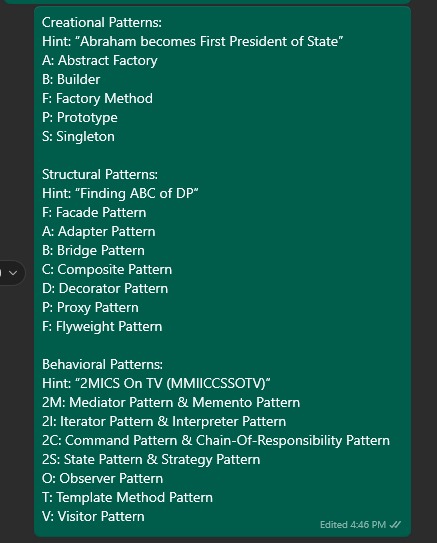 Creational Patterns:
Hint: “Abraham becomes First President of State”
A: Abstract Factory
B: Builder
F: Factory Method
P: Prototype
S: Singleton

Structural Patterns:
Hint: “Finding ABC of DP”
F: Facade Pattern
A: Adapter Pattern
B: Bridge Pattern
C: Composite Pattern
D: Decorator Pattern
P: Proxy Pattern
F: Flyweight Pattern

Behavioral Patterns:
Hint: “2MICS On TV (MMIICCSSOTV)”
2M: Mediator Pattern & Memento Pattern
2I: Iterator Pattern & Interpreter Pattern
2C: Command Pattern & Chain-Of-Responsibility Pattern
2S: State Pattern & Strategy Pattern
O: Observer Pattern
T: Template Method Pattern
V: Visitor Pattern
Edited 4:46 PM